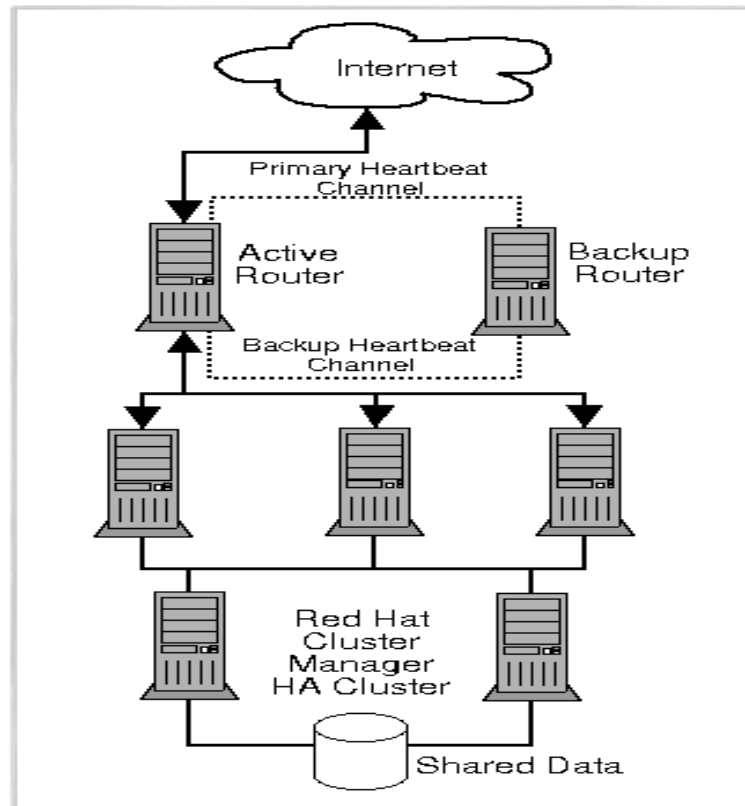 Internet
Primary Heartbeat
Channel
Active
Router
Backup
Router
Backup Heartbeat
Channel
Red Hat
Cluster
Manager
HA Cluster
Shared Data